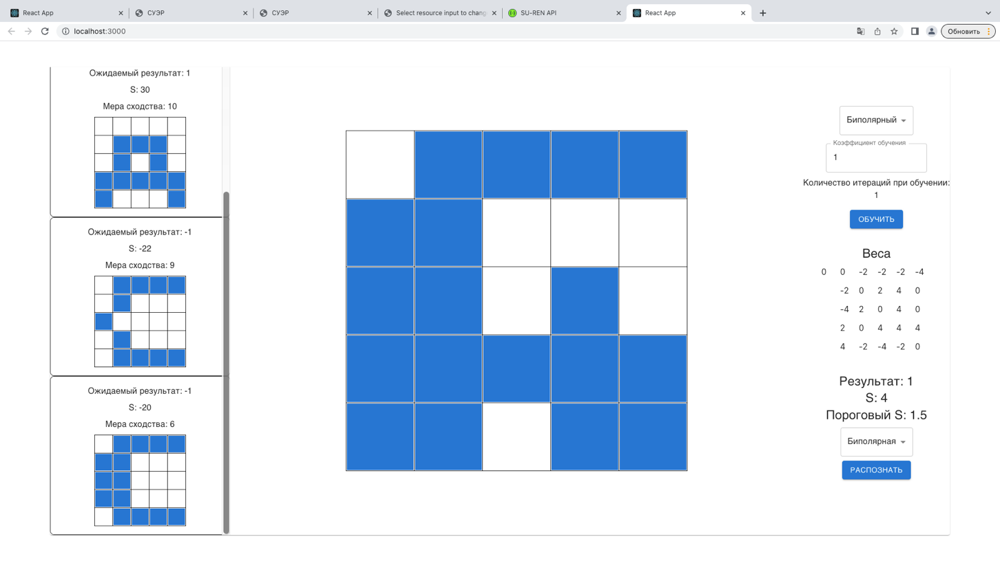 React App
СУЭР
СУЭР
Select resource input to chang
SU-REN API
React App
localhost:3000
Обновить
Ожидаемый результат: 1
S: 30
Мера сходства: 10
Ожидаемый результат: -1
S: -22
Мера сходства: 9
Ожидаемый результат: -1
S: -20
Мера сходства: 6
Биполярный
Коэффициент обучения
1
Количество итераций при обучении:
1
ОБУЧИТЬ
Веса
0 0 -2 -2 -2 -4
-2 0 2 4 0
-4 2 0 4 0
2 0 4 4 4
4 -2 -4 -2 0
Результат: 1
S: 4
Пороговый S: 1.5
Биполярная
РАСПОЗНАТЬ